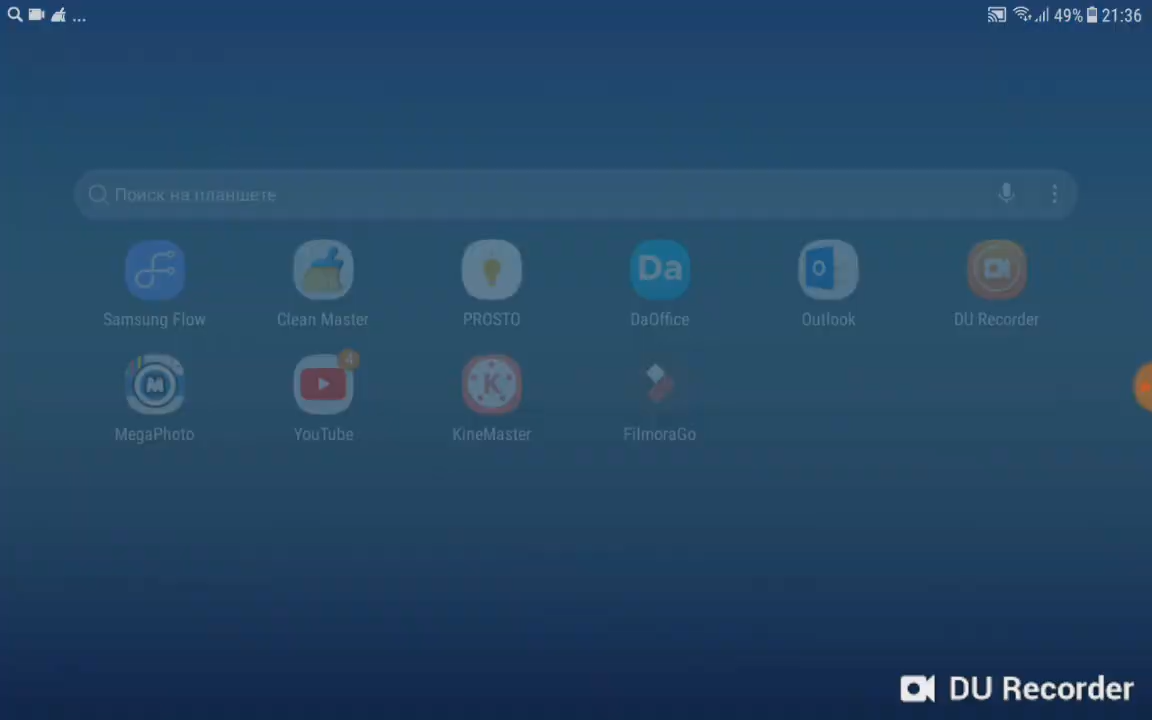 ... 49% 21:36
Поиск на планшете
Samsung Flow Clean Master PROSTO DaOffice Outlook DU Recorder
Da
4
MegaPhoto YouTube KineMaster FilmoraGo
DU Recorder